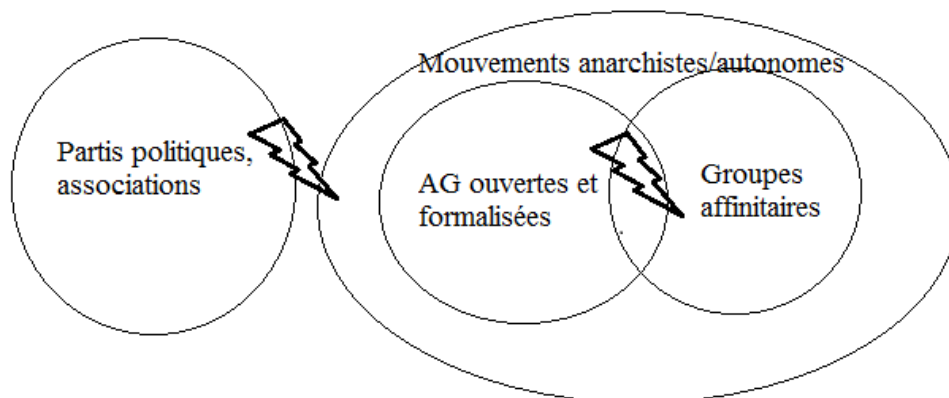 Mouvements anarchistes/autonomes
Partis politiques,
associations
AG ouvertes et
formalisées
Groupes
affinitaires